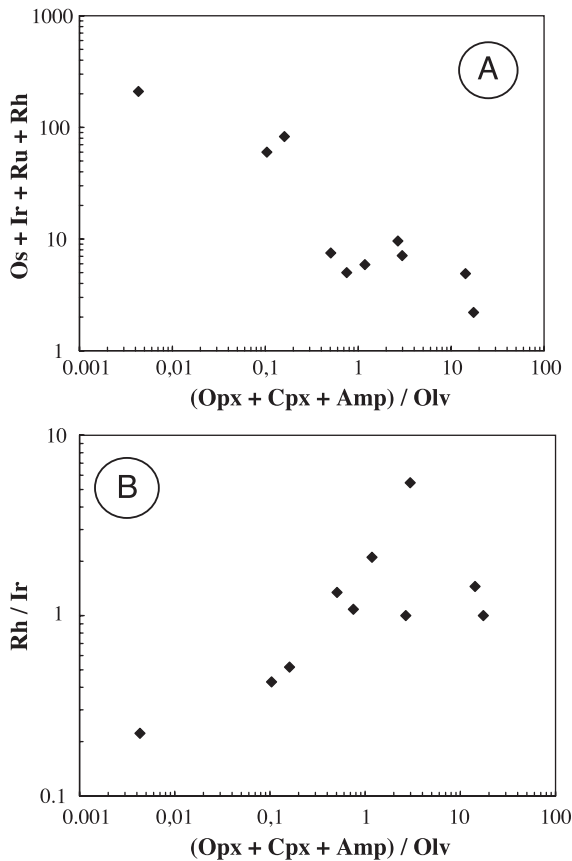 1000
A
100
Os + Ir + Ru + Rh
10
1
0.001 0,01 0,1 1 10 100
(Opx + Cpx + Amp) / Olv
10
B
Rh / Ir
1
0.1
0.001 0,01 0,1 1 10 100
(Opx + Cpx + Amp) / Olv